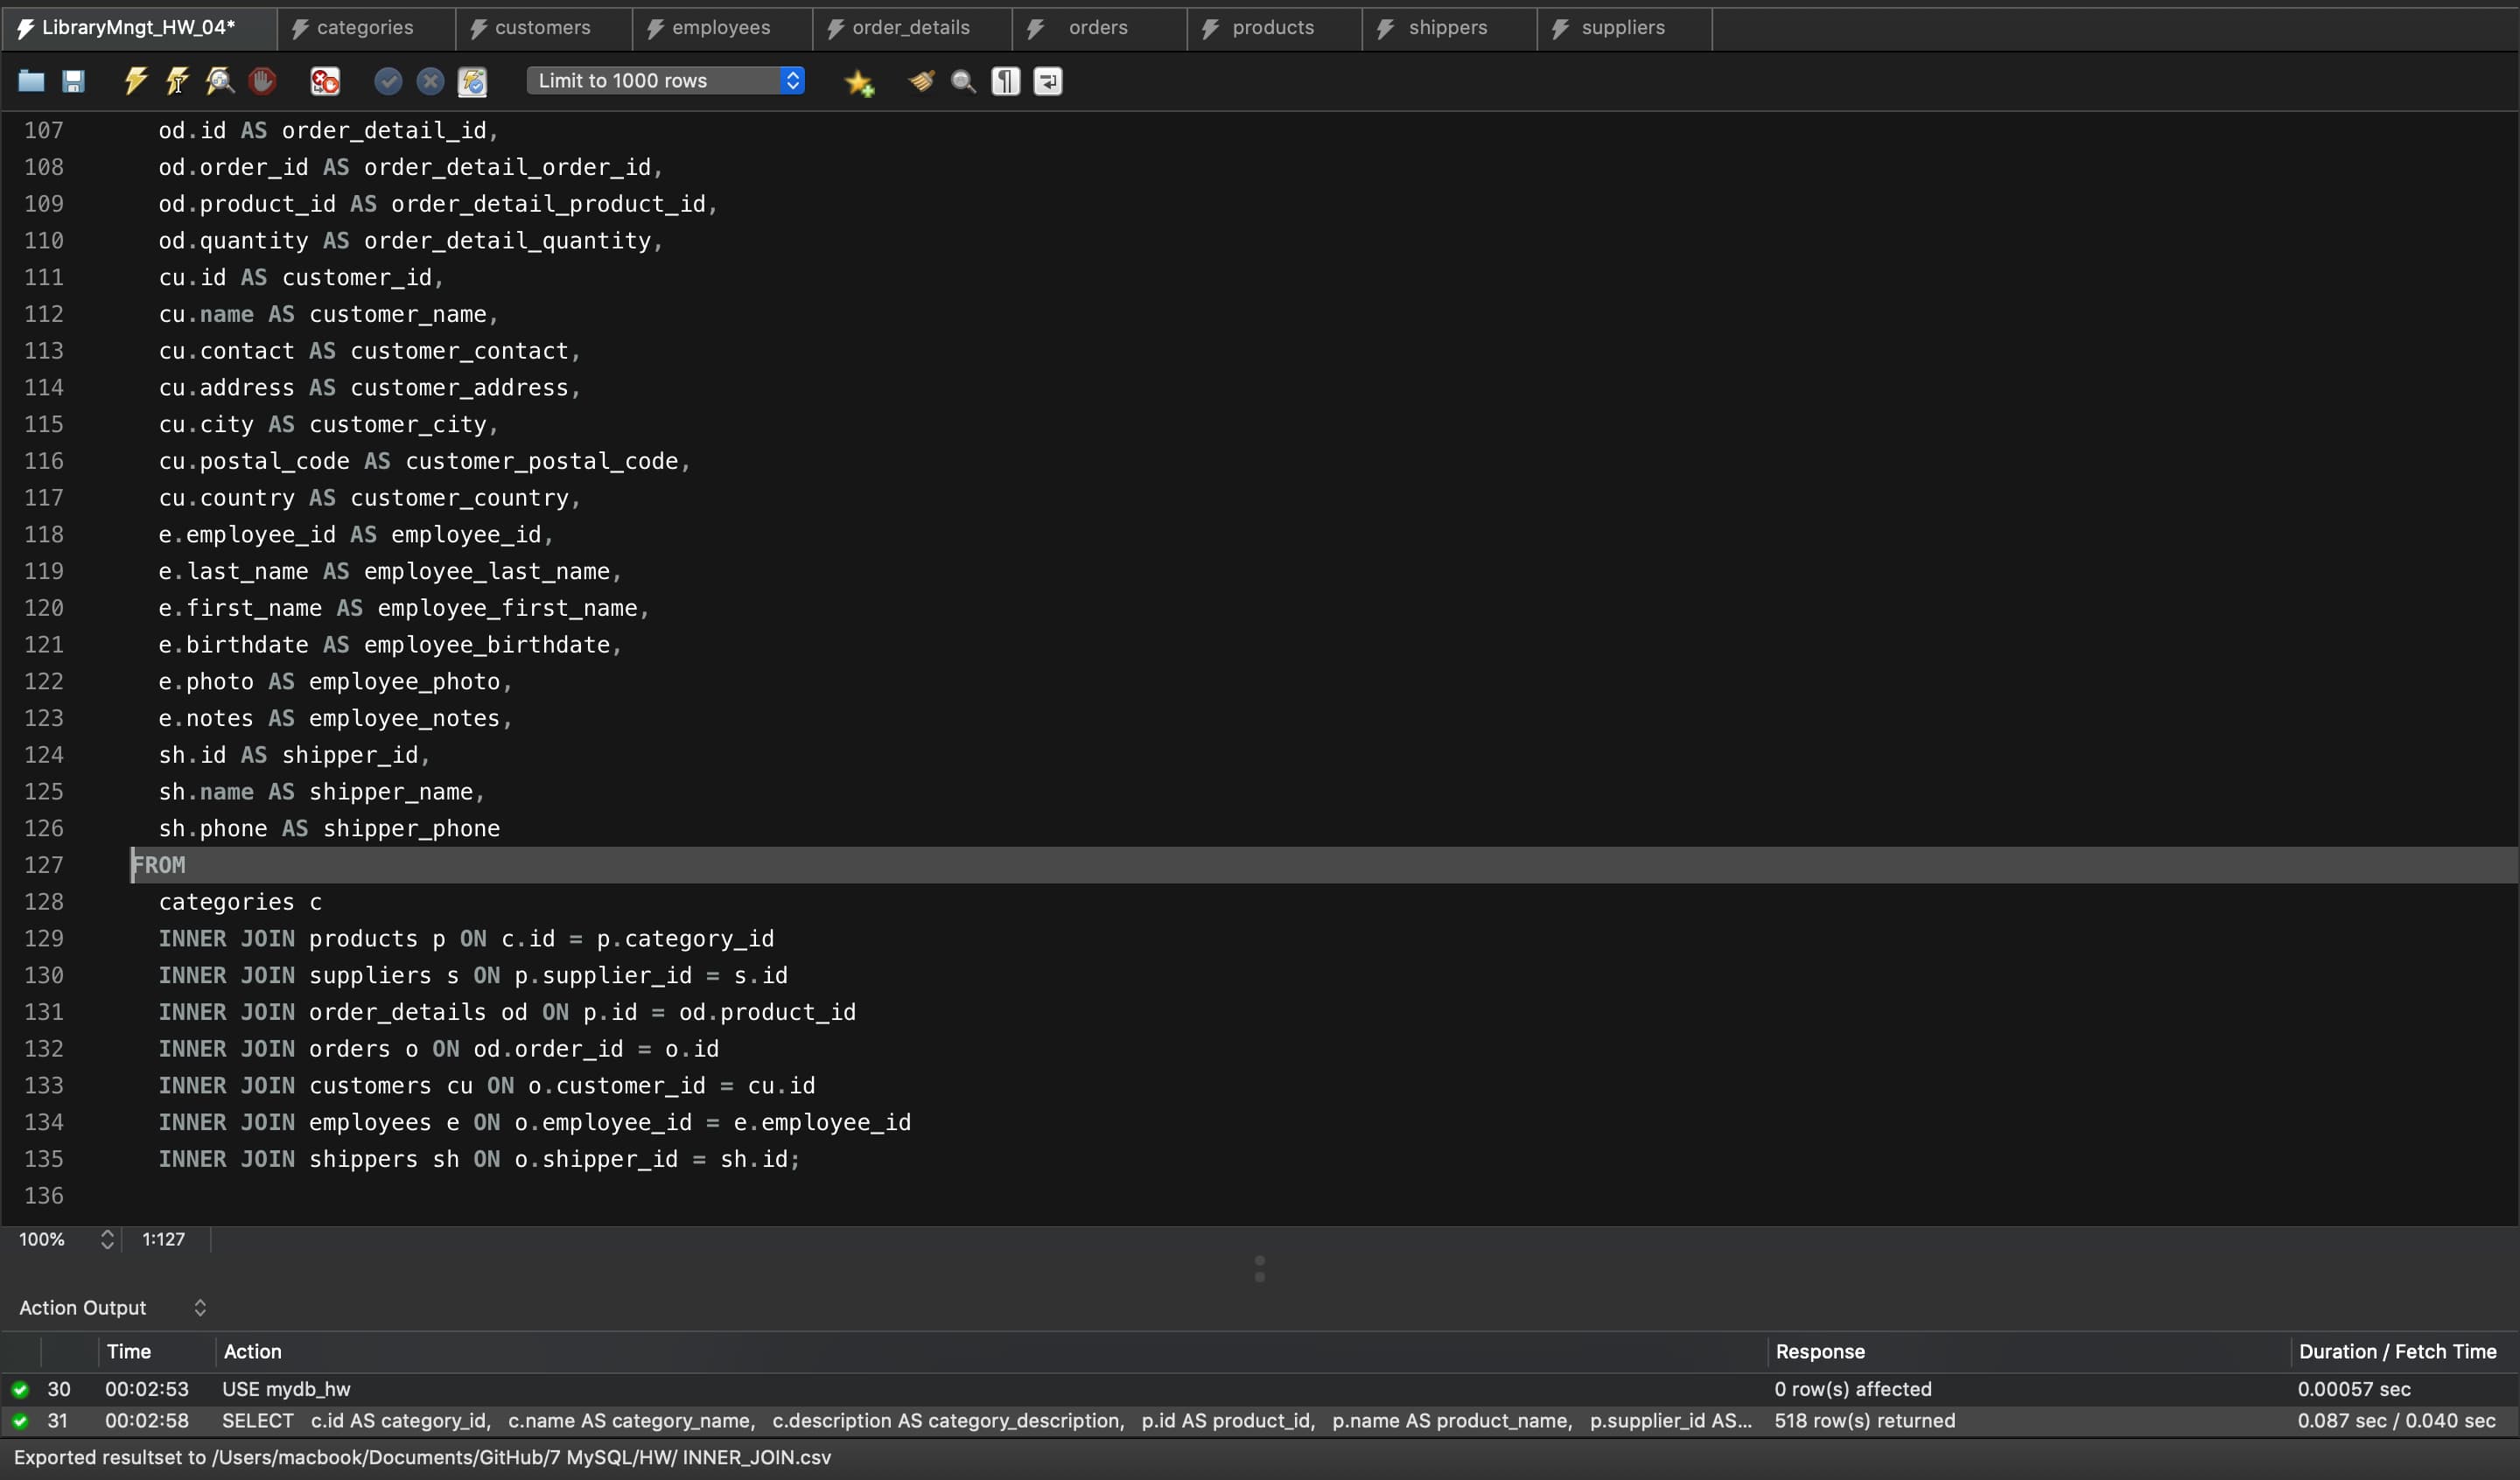 LibraryMngt_HW_04* categories customers employees order_details orders products shippers suppliers
Limit to 1000 rows
107 od.id AS order_detail_id,
108 od.order_id AS order_detail_order_id,
109 od.product_id AS order_detail_product_id,
110 od.quantity AS order_detail_quantity,
111 cu.id AS customer_id,
112 cu.name AS customer_name,
113 cu.contact AS customer_contact,
114 cu.address AS customer_address,
115 cu.city AS customer_city,
116 cu.postal_code AS customer_postal_code,
117 cu.country AS customer_country,
118 e.employee_id AS employee_id,
119 e.last_name AS employee_last_name,
120 e.first_name AS employee_first_name,
121 e.birthdate AS employee_birthdate,
122 e.photo AS employee_photo,
123 e.notes AS employee_notes,
124 sh.id AS shipper_id,
125 sh.name AS shipper_name,
126 sh.phone AS shipper_phone
127 FROM
128 categories c
129 INNER JOIN products p ON c.id = p.category_id
130 INNER JOIN suppliers s ON p.supplier_id = s.id
131 INNER JOIN order_details od ON p.id = od.product_id
132 INNER JOIN orders o ON od.order_id = o.id
133 INNER JOIN customers cu ON o.customer_id = cu.id
134 INNER JOIN employees e ON o.employee_id = e.employee_id
135 INNER JOIN shippers sh ON o.shipper_id = sh.id;
136
100% 1:127
Action Output
Time Action Response Duration / Fetch Time
30 00:02:53 USE mydb_hw 0 row(s) affected 0.00057 sec
31 00:02:58 SELECT c.id AS category_id, c.name AS category_name, c.description AS category_description, p.id AS product_id, p.name AS product_name, p.supplier_id AS... 518 row(s) returned 0.087 sec / 0.040 sec
Exported resultset to /Users/macbook/Documents/GitHub/7 MySQL/HW/ INNER_JOIN.csv